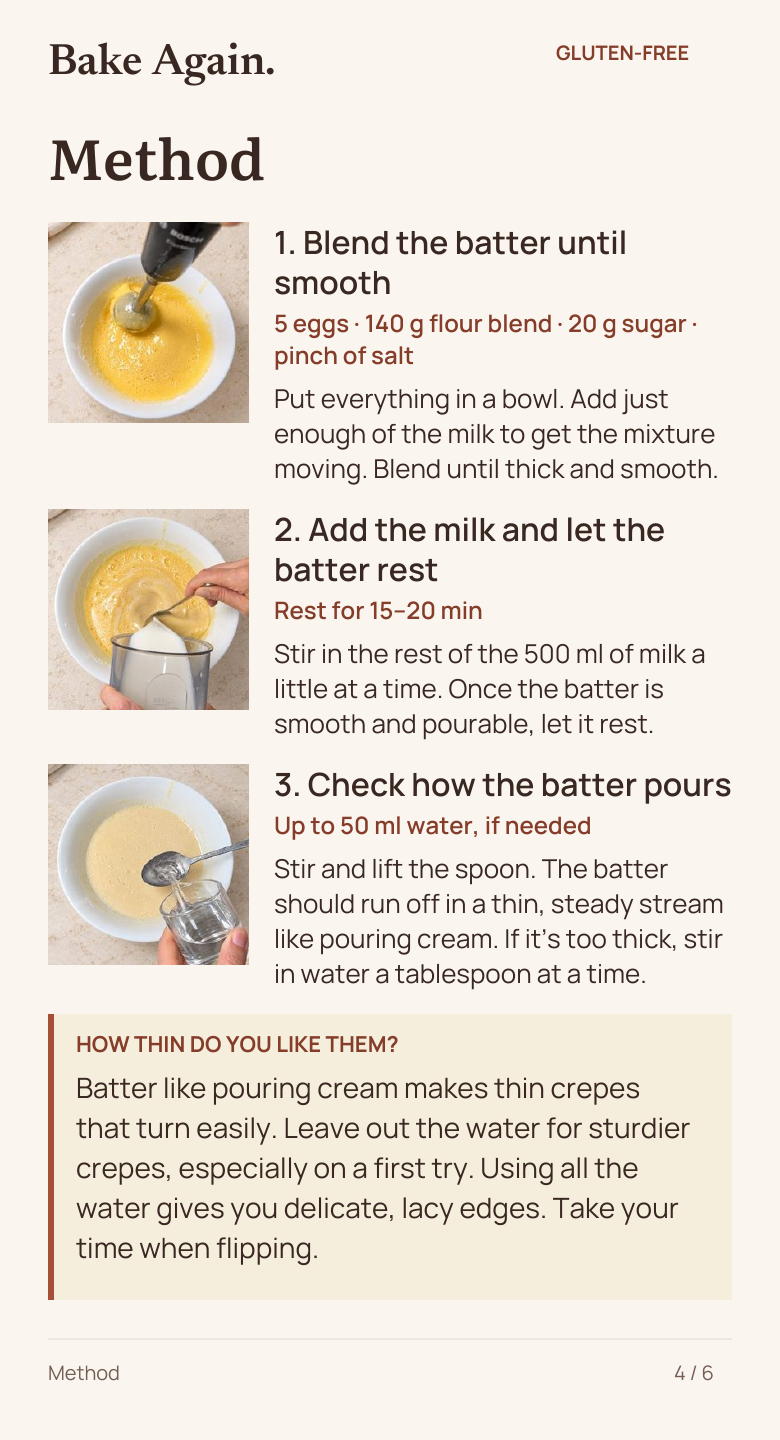 Bake Again.
GLUTEN-FREE
Method
BOSCH
1. Blend the batter until
smooth
5 eggs · 140 g flour blend · 20 g sugar ·
pinch of salt
Put everything in a bowl. Add just
enough of the milk to get the mixture
moving. Blend until thick and smooth.
2. Add the milk and let the
batter rest
Rest for 15–20 min
Stir in the rest of the 500 ml of milk a
little at a time. Once the batter is
smooth and pourable, let it rest.
3. Check how the batter pours
Up to 50 ml water, if needed
Stir and lift the spoon. The batter
should run off in a thin, steady stream
like pouring cream. If it’s too thick, stir
in water a tablespoon at a time.
HOW THIN DO YOU LIKE THEM?
Batter like pouring cream makes thin crepes
that turn easily. Leave out the water for sturdier
crepes, especially on a first try. Using all the
water gives you delicate, lacy edges. Take your
time when flipping.
Method
4 / 6